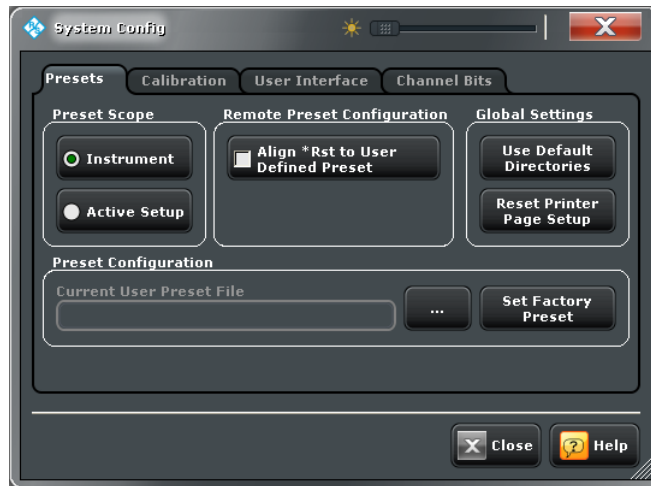 System Config
Presets
Calibration
User Interface
Channel Bits
Preset Scope
Instrument
Active Setup
Remote Preset Configuration
Align *Rst to User
Defined Preset
Global Settings
Use Default
Directories
Reset Printer
Page Setup
Preset Configuration
Current User Preset File
...
Set Factory
Preset
Close
Help